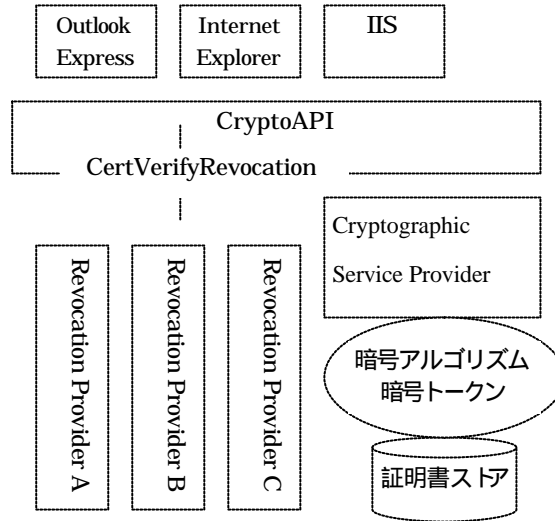 Outlook
Express
Internet
Explorer
IIS
CryptoAPI
CertVerifyRevocation
Revocation Provider A
Revocation Provider B
Revocation Provider C
Cryptographic
Service Provider
暗号アルゴリズム
暗号トークン
証明書ストア